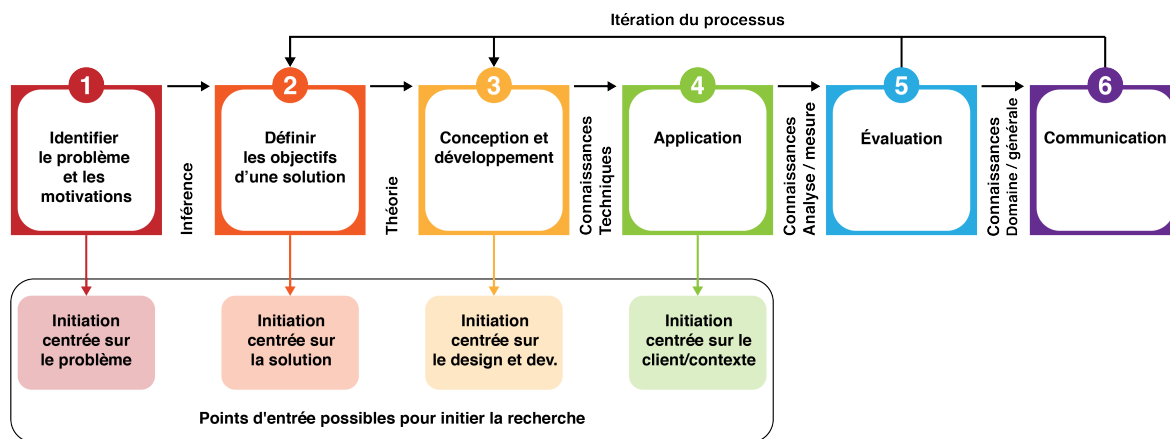 Itération du processus
1
2
3
4
5
6
Identifier
le problème
et les
motivations
Inférence
Définir
les objectifs
d’une solution
Théorie
Conception et
développement
Connaissances
Techniques
Application
Connaissances
Analyse / mesure
Évaluation
Connaissances
Domaine / générale
Communication
Initiation
centrée sur
le problème
Initiation
centrée sur
la solution
Initiation
centrée sur
le design et dev.
Initiation
centrée sur le
client/contexte
Points d'entrée possibles pour initier la recherche